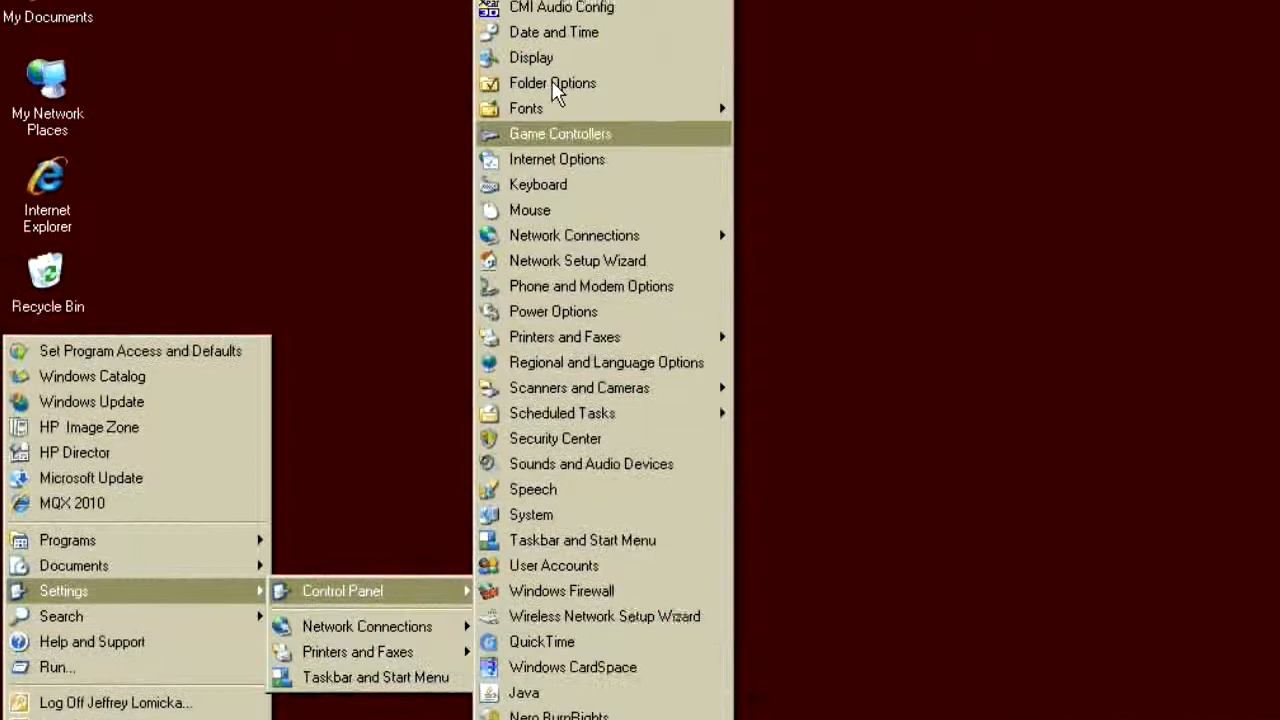 My Documents
My Network
Places
Internet
Explorer
Recycle Bin
Set Program Access and Defaults
Windows Catalog
Windows Update
HP Image Zone
HP Director
Microsoft Update
MQX 2010
Programs
Documents
Settings
Search
Help and Support
Run...
Log Off Jeffrey Lomicka...
Control Panel
Network Connections
Printers and Faxes
Taskbar and Start Menu
CMI Audio Config
Date and Time
Display
Folder Options
Fonts
Game Controllers
Internet Options
Keyboard
Mouse
Network Connections
Network Setup Wizard
Phone and Modem Options
Power Options
Printers and Faxes
Regional and Language Options
Scanners and Cameras
Scheduled Tasks
Security Center
Sounds and Audio Devices
Speech
System
Taskbar and Start Menu
User Accounts
Windows Firewall
Wireless Network Setup Wizard
QuickTime
Windows CardSpace
Java
Nero BurnRights